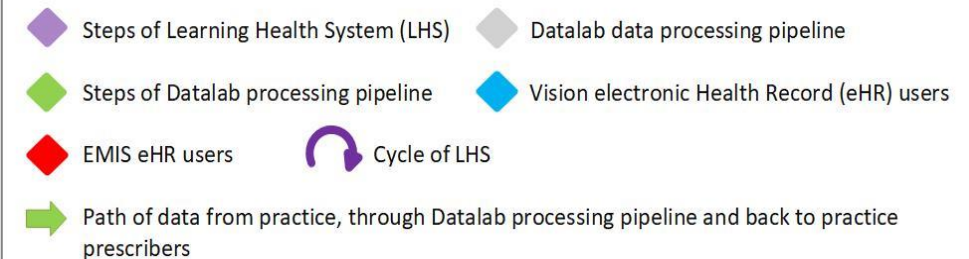 Steps of Learning Health System (LHS)
Datalab data processing pipeline
Steps of Datalab processing pipeline
Vision electronic Health Record (eHR) users
EMIS eHR users
Cycle of LHS
Path of data from practice, through Datalab processing pipeline and back to practice
prescribers